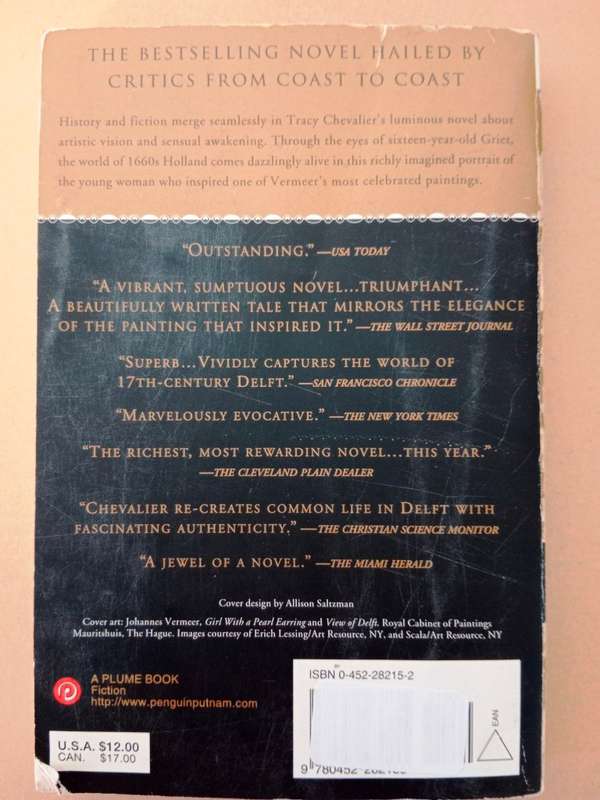 THE BESTSELLING NOVEL HAILED BY
CRITICS FROM COAST TO COAST
History and fiction merge seamlessly in Tracy Chevalier's luminous novel about
artistic vision and sensual awakening. Through the eyes of sixteen-year-old Griet,
the world of 1660s Holland comes dazzlingly alive in this richly imagined portrait of
the young woman who inspired one of Vermeer's most celebrated paintings.
"OUTSTANDING." —USA TODAY
"A VIBRANT, SUMPTUOUS NOVEL...TRIUMPHANT...
A BEAUTIFULLY WRITTEN TALE THAT MIRRORS THE ELEGANCE
OF THE PAINTING THAT INSPIRED IT." —THE WALL STREET JOURNAL
"SUPERB...VIVIDLY CAPTURES THE WORLD OF
17TH-CENTURY DELFT." —SAN FRANCISCO CHRONICLE
"MARVELOUSLY EVOCATIVE." —THE NEW YORK TIMES
"THE RICHEST, MOST REWARDING NOVEL...THIS YEAR."
—THE CLEVELAND PLAIN DEALER
"CHEVALIER RE-CREATES COMMON LIFE IN DELFT WITH
FASCINATING AUTHENTICITY." —THE CHRISTIAN SCIENCE MONITOR
"A JEWEL OF A NOVEL." —THE MIAMI HERALD
Cover design by Allison Saltzman
Cover art: Johannes Vermeer, Girl With a Pearl Earring and View of Delft. Royal Cabinet of Paintings
Mauritshuis, The Hague. Images courtesy of Erich Lessing/Art Resource, NY, and Scala/Art Resource, NY
A PLUME BOOK
Fiction
http://www.penguinputnam.com
U.S.A. $12.00
CAN. $17.00
ISBN 0-452-28215-2
EAN
9 780452